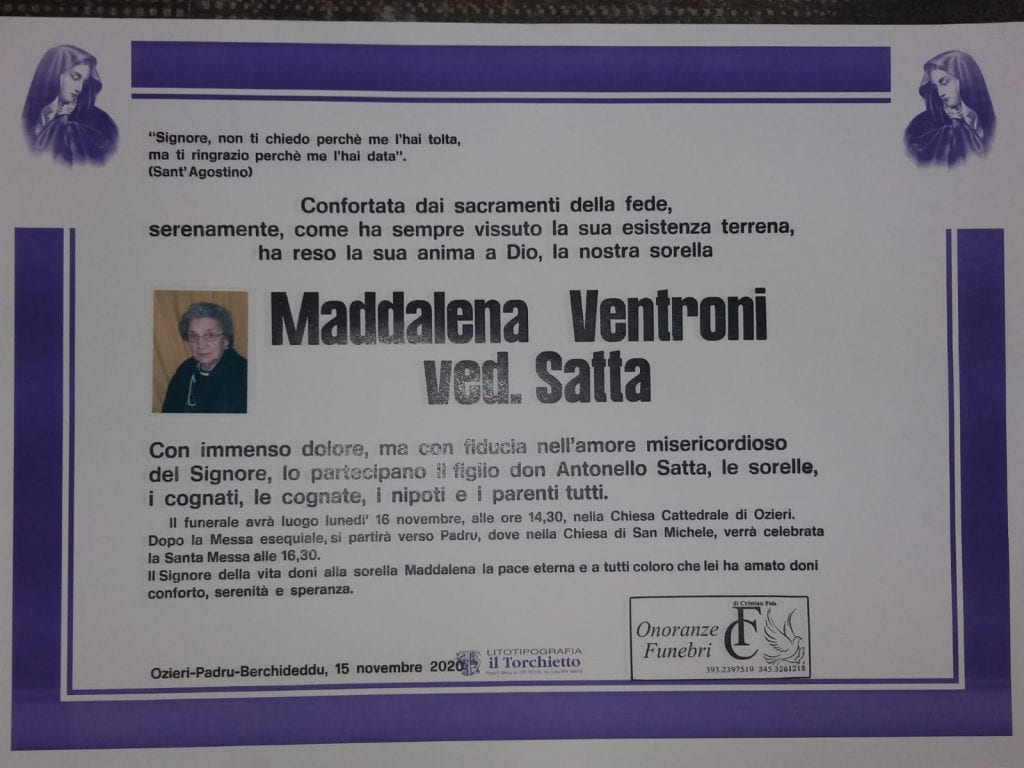 “Signore, non ti chiedo perchè me l'hai tolta,
ma ti ringrazio perchè me l'hai data”.
(Sant'Agostino)
Confortata dai sacramenti della fede,
serenamente, come ha sempre vissuto la sua esistenza terrena,
ha reso la sua anima a Dio, la nostra sorella
Maddalena Ventroni
ved. Satta
Con immenso dolore, ma con fiducia nell'amore misericordioso
del Signore, lo partecipano il figlio don Antonello Satta, le sorelle,
i cognati, le cognate, i nipoti e i parenti tutti.
Il funerale avrà luogo lunedi' 16 novembre, alle ore 14,30, nella Chiesa Cattedrale di Ozieri.
Dopo la Messa esequiale, si partirà verso Padru, dove nella Chiesa di San Michele, verrà celebrata
la Santa Messa alle 16,30.
Il Signore della vita doni alla sorella Maddalena la pace eterna e a tutti coloro che lei ha amato doni
conforto, serenità e speranza.
Ozieri-Padru-Berchideddu, 15 novembre 2020
LITOTIPOGRAFIA
il Torchietto
di Cristian
CF
Onoranze
Funebri
393.2397519 345.3261218